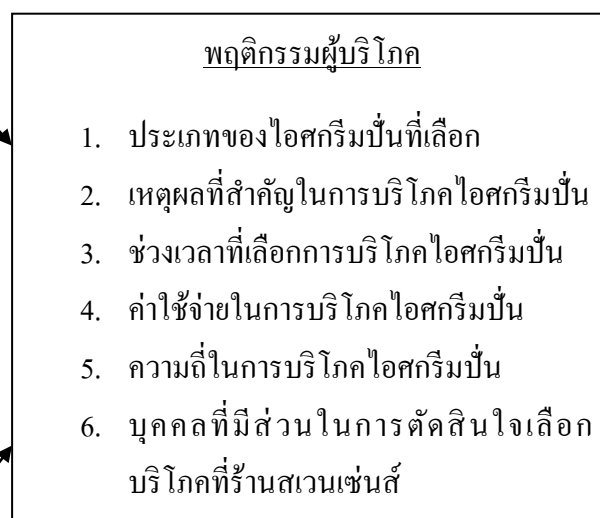 พฤติกรรมผู้บริโภค
1. ประเภทของไอศกรีมปั่นที่เลือก
2. เหตุผลที่สำคัญในการบริโภคไอศกรีมปั่น
3. ช่วงเวลาที่เลือกการบริโภคไอศกรีมปั่น
4. ค่าใช้จ่ายในการบริโภคไอศกรีมปั่น
5. ความถี่ในการบริโภคไอศกรีมปั่น
6. บุคคลที่มีส่วนในการตัดสินใจเลือก
บริโภคที่ร้านสเวนเซ่นส์